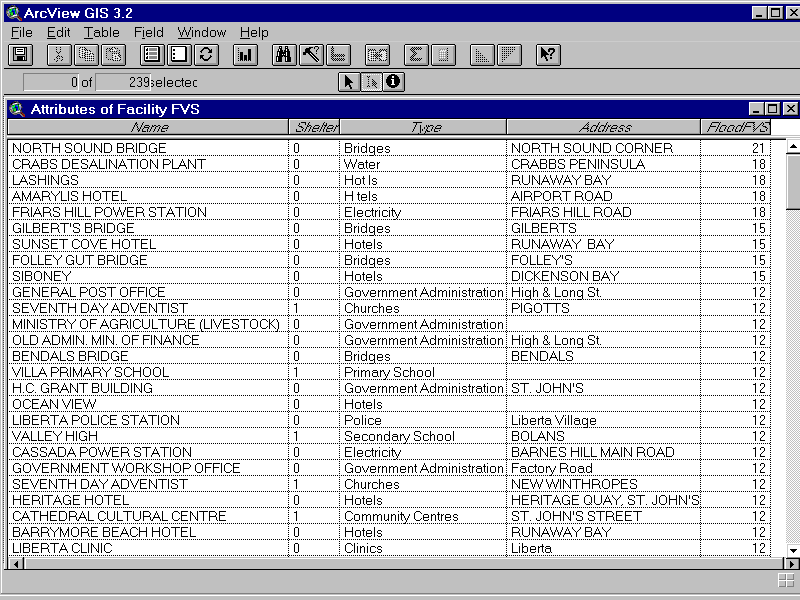 ArcView GIS 3.2
File Edit Table Field Window Help
0 of 239 selected
Attributes of Facility FVS
Name Shelter Type Address FloodFVS
NORTH SOUND BRIDGE 0 Bridges NORTH SOUND CORNER 21
CRABS DESALINATION PLANT 0 Water CRABBS PENINSULA 18
LASHINGS 0 Hot ls RUNAWAY BAY 18
AMARYLIS HOTEL 0 H tels AIRPORT ROAD 18
FRIARS HILL POWER STATION 0 Electricity FRIARS HILL ROAD 18
GILBERT'S BRIDGE 0 Bridges GILBERTS 15
SUNSET COVE HOTEL 0 Hotels RUNAWAY BAY 15
FOLLEY GUT BRIDGE 0 Bridges FOLLEY'S 15
SIBONEY 0 Hotels DICKENSON BAY 15
GENERAL POST OFFICE 0 Government Administration High & Long St. 12
SEVENTH DAY ADVENTIST 1 Churches PIGOTTS 12
MINISTRY OF AGRICULTURE (LIVESTOCK) 0 Government Administration 12
OLD ADMIN. MIN. OF FINANCE 0 Government Administration High & Long St. 12
BENDALS BRIDGE 0 Bridges BENDALS 12
VILLA PRIMARY SCHOOL 1 Primary School 12
H.C. GRANT BUILDING 0 Government Administration ST. JOHN'S 12
OCEAN VIEW 0 Hotels 12
LIBERTA POLICE STATION 0 Police Liberta Village 12
VALLEY HIGH 1 Secondary School BOLANS 12
CASSADA POWER STATION 0 Electricity BARNES HILL MAIN ROAD 12
GOVERNMENT WORKSHOP OFFICE 0 Government Administration Factory Road 12
SEVENTH DAY ADVENTIST 1 Churches NEW WINTHROPES 12
HERITAGE HOTEL 0 Hotels HERITAGE QUAY, ST. JOHN'S 12
CATHEDRAL CULTURAL CENTRE 1 Community Centres ST. JOHN'S STREET 12
BARRYMORE BEACH HOTEL 0 Hotels RUNAWAY BAY 12
LIBERTA CLINIC 0 Clinics Liberta 12